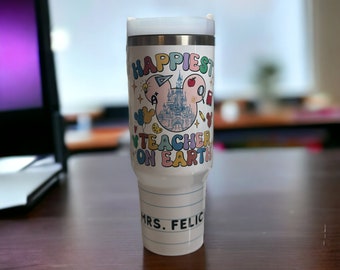 HAPPIEST
TEACHER
ON EARTH
MRS. FELIC